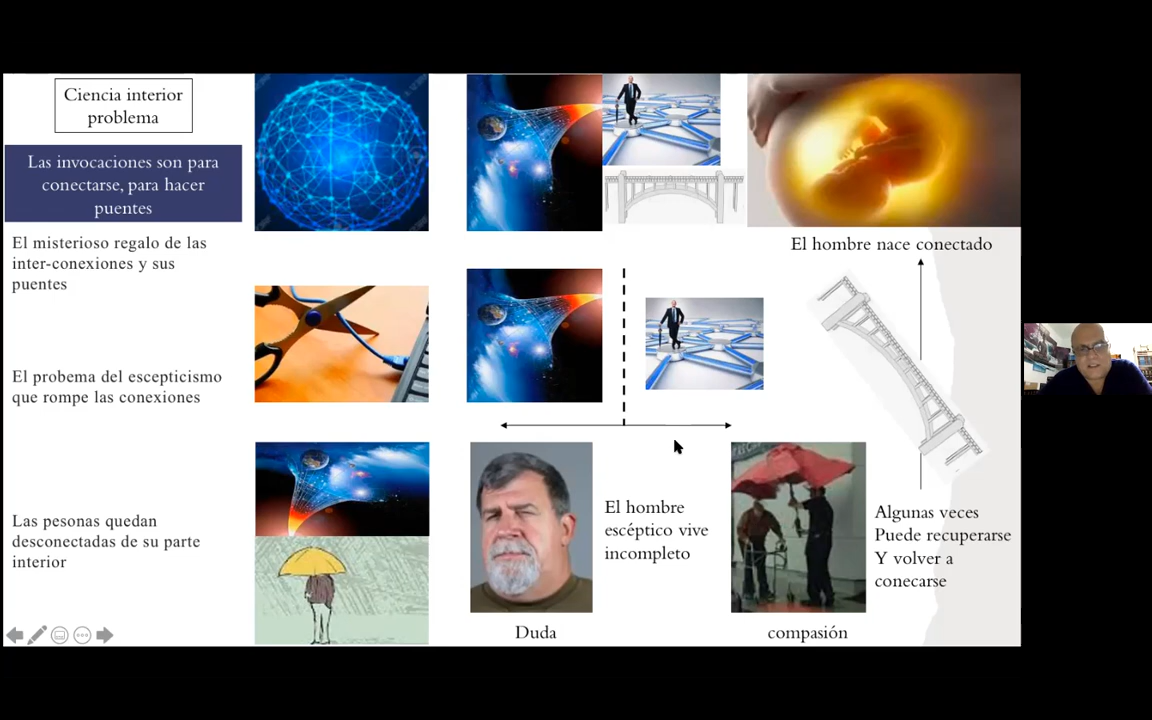 Ciencia interior
problema
Las invocaciones son para
conectarse, para hacer
puentes
El misterioso regalo de las
inter-conexiones y sus
puentes
El probema del escepticismo
que rompe las conexiones
Las pesonas quedan
desconectadas de su parte
interior
El hombre nace conectado
El hombre
escéptico vive
incompleto
Duda
compasión
Algunas veces
Puede recuperarse
Y volver a
conecarse